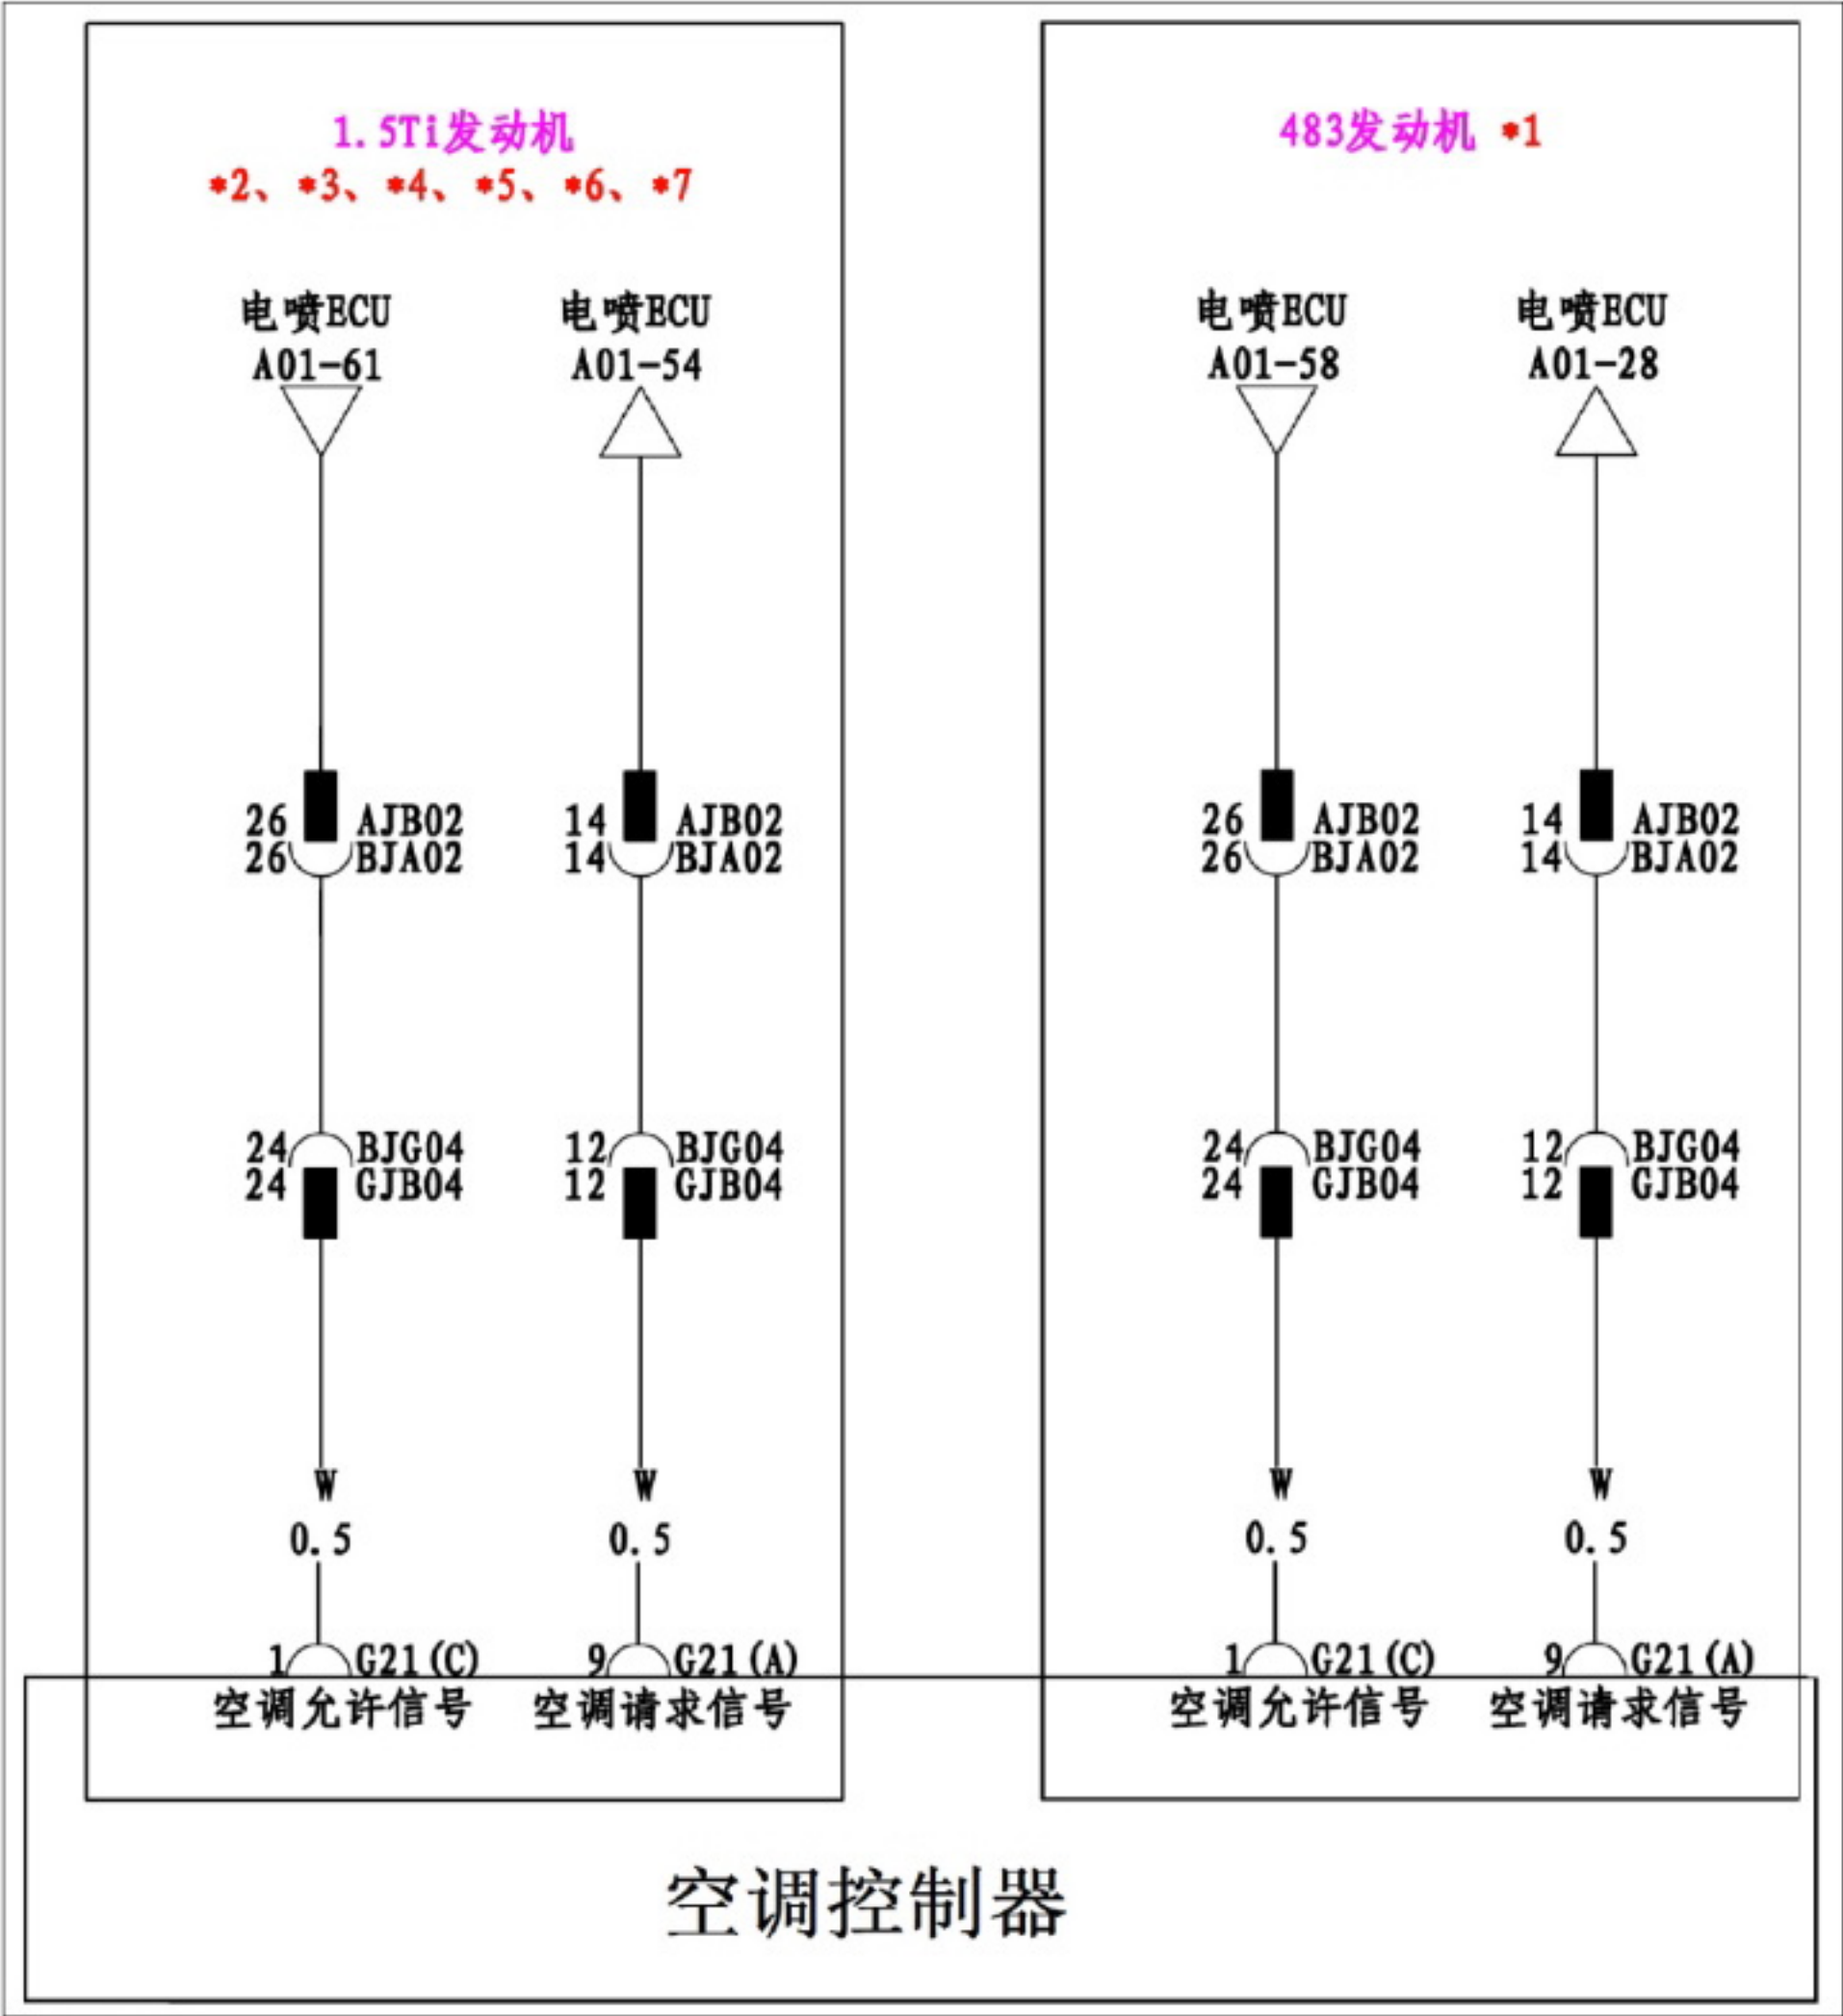 1.5Ti发动机
*2、*3、*4、*5、*6、*7
电喷ECU
A01-61
电喷ECU
A01-54
26 AJB02
26 BJA02
14 AJB02
14 BJA02
24 BJG04
24 GJB04
12 BJG04
12 GJB04
W
0.5
W
0.5
1 G21(C)
空调允许信号
9 G21(A)
空调请求信号
483发动机 *1
电喷ECU
A01-58
电喷ECU
A01-28
26 AJB02
26 BJA02
14 AJB02
14 BJA02
24 BJG04
24 GJB04
12 BJG04
12 GJB04
W
0.5
W
0.5
1 G21(C)
空调允许信号
9 G21(A)
空调请求信号
空调控制器